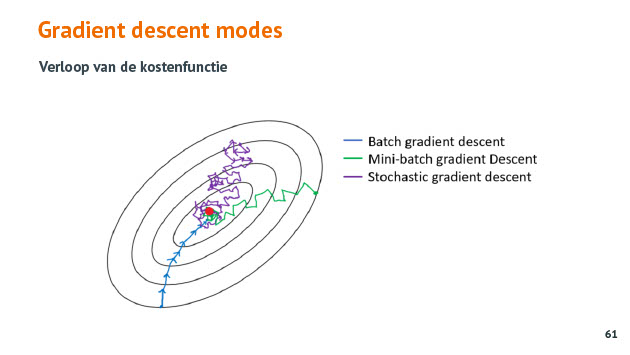 Gradient descent modes
Verloop van de kostenfunctie
Batch gradient descent
Mini-batch gradient Descent
Stochastic gradient descent
61